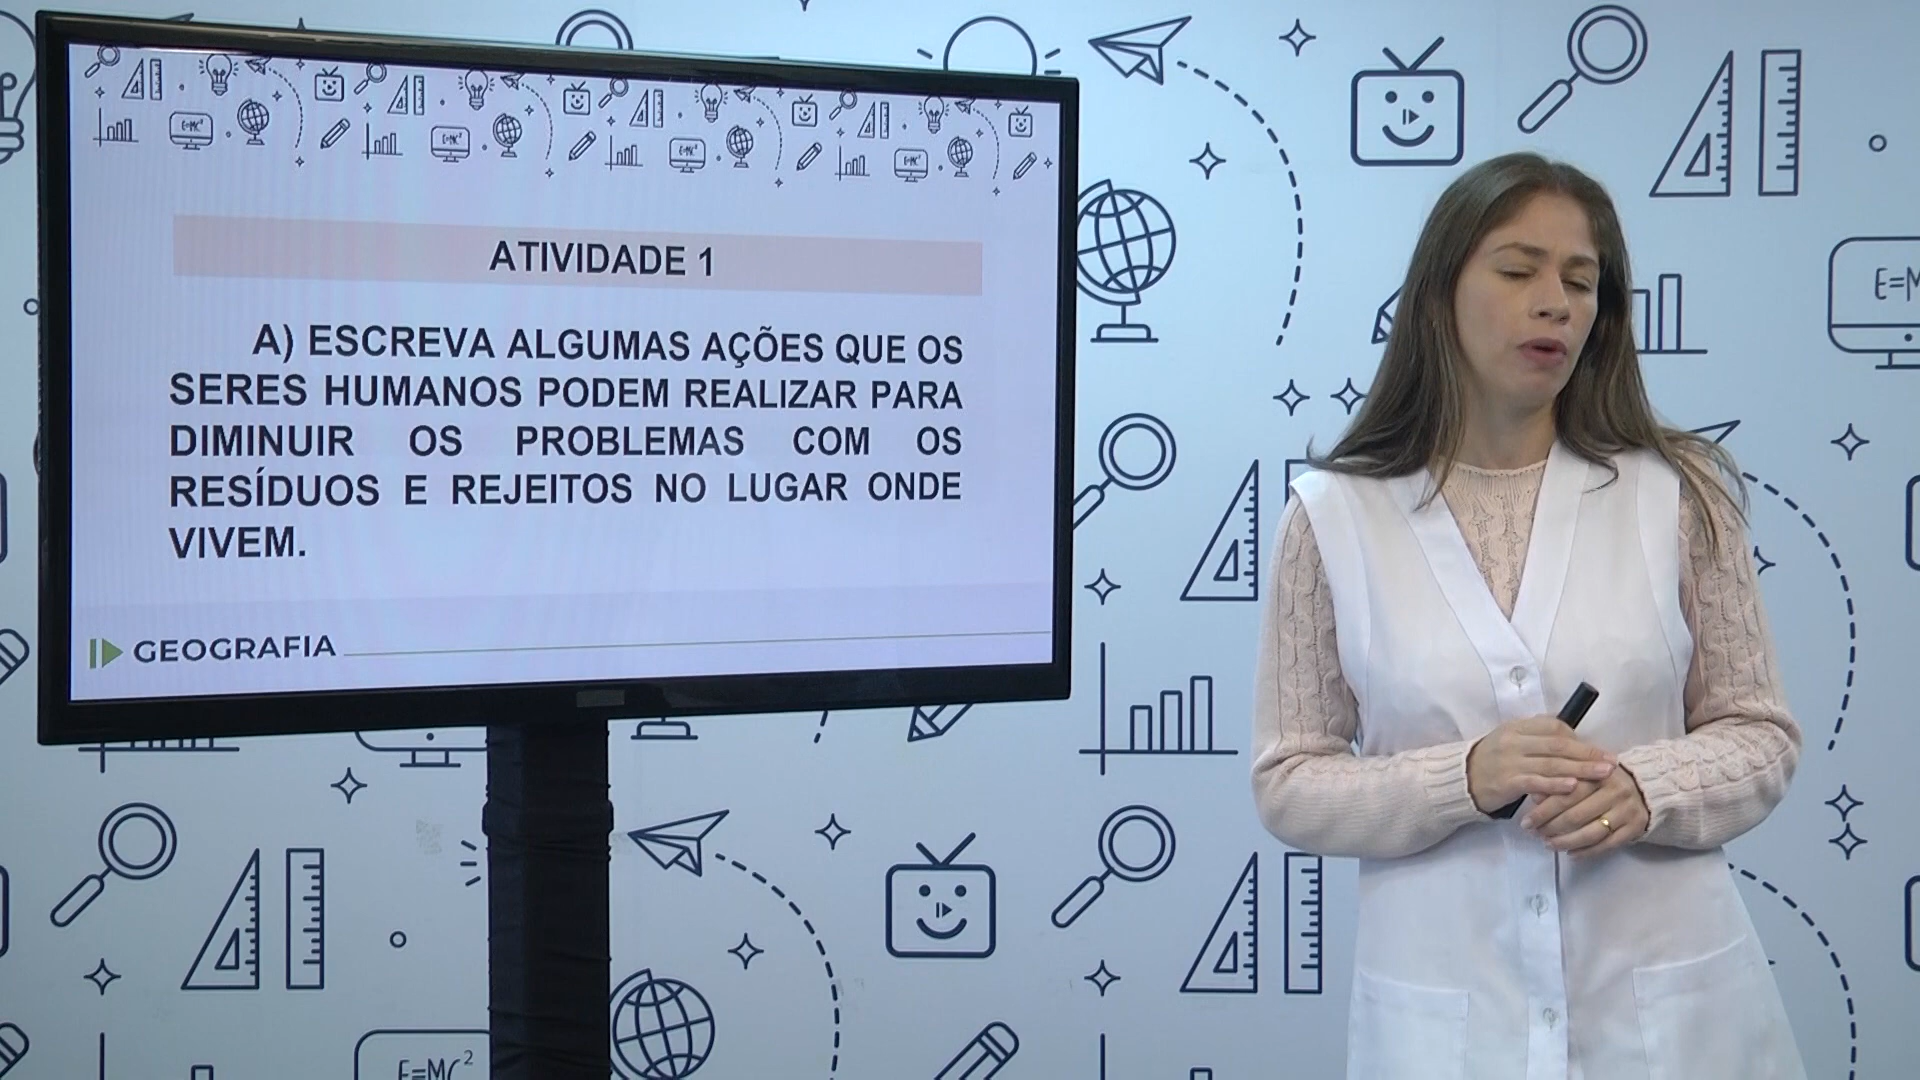 ATIVIDADE 1
A) ESCREVA ALGUMAS AÇÕES QUE OS
SERES HUMANOS PODEM REALIZAR PARA
DIMINUIR OS PROBLEMAS COM OS
RESÍDUOS E REJEITOS NO LUGAR ONDE
VIVEM.
GEOGRAFIA
E=M
E=MC²